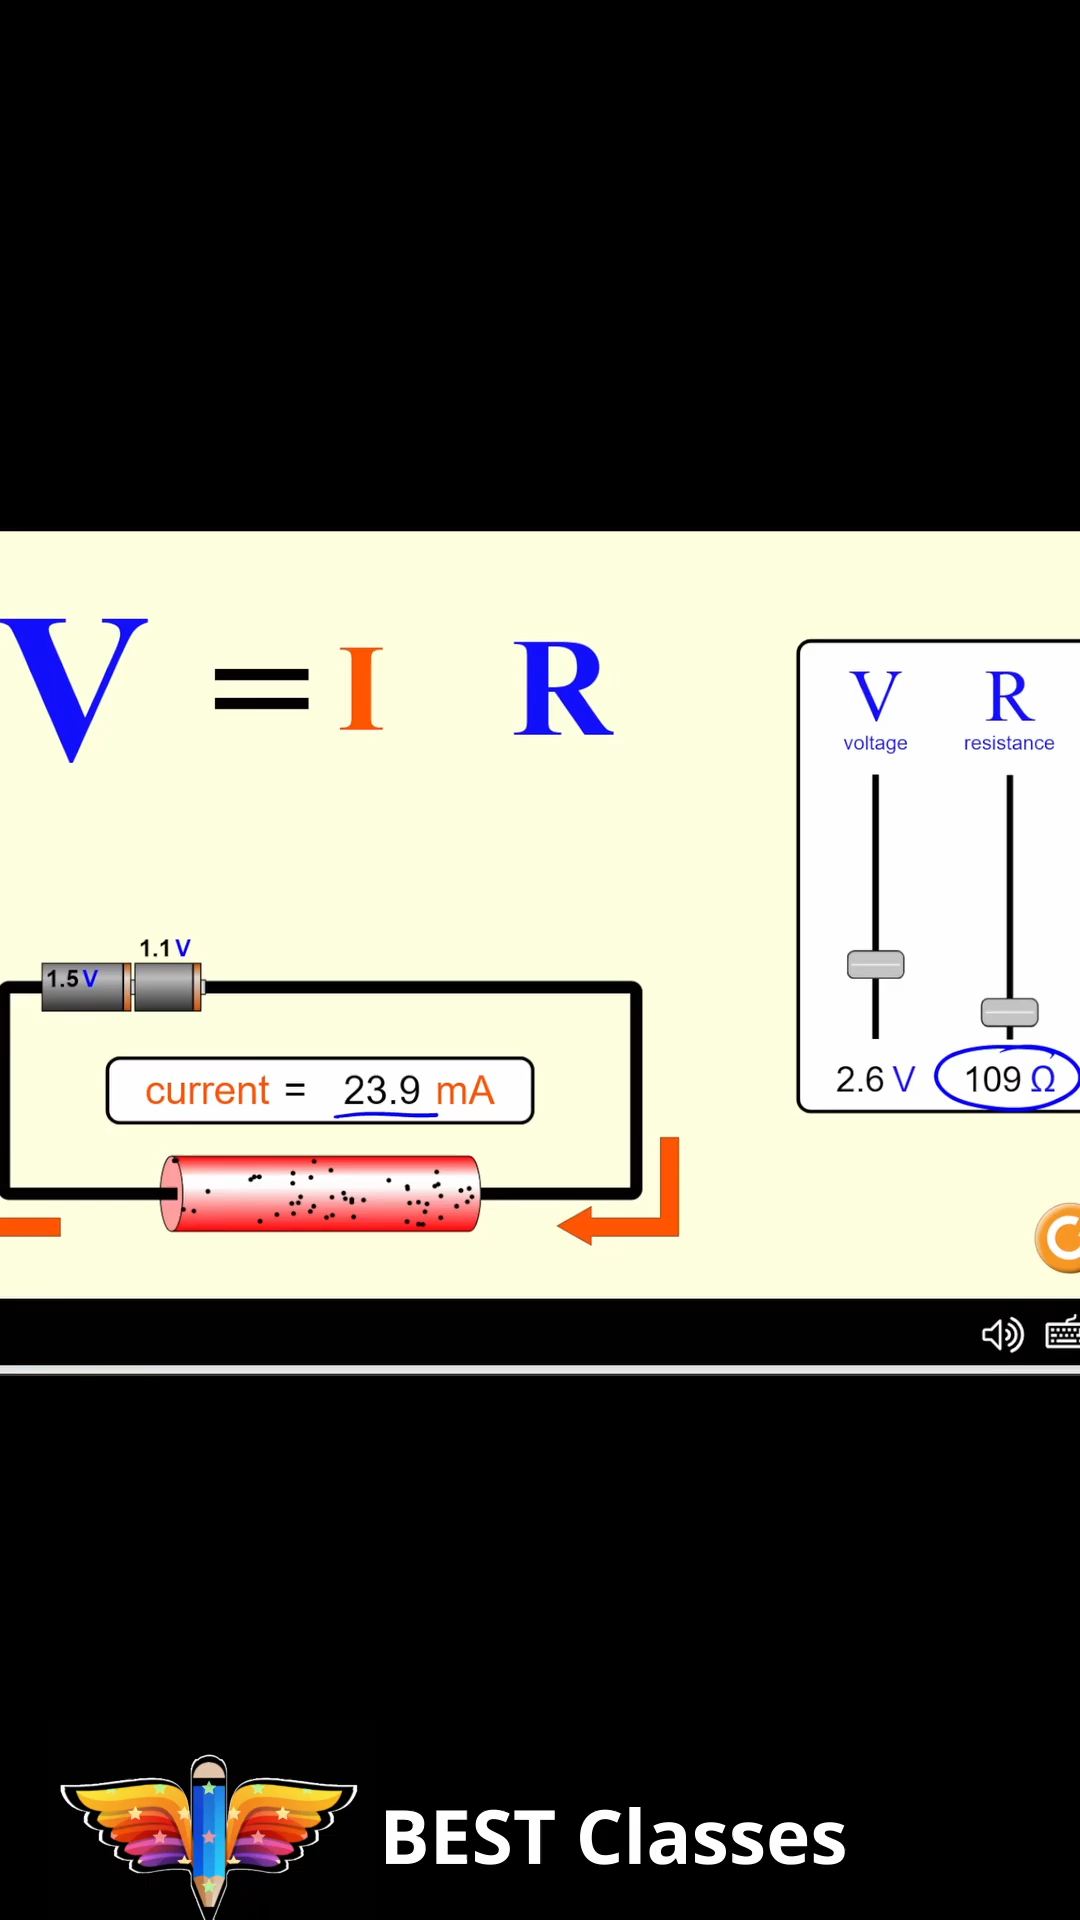 V = I R
V R
voltage resistance
1.1 V
1.5 V
current = 23.9 mA
2.6 V 109 Ω
BEST Classes